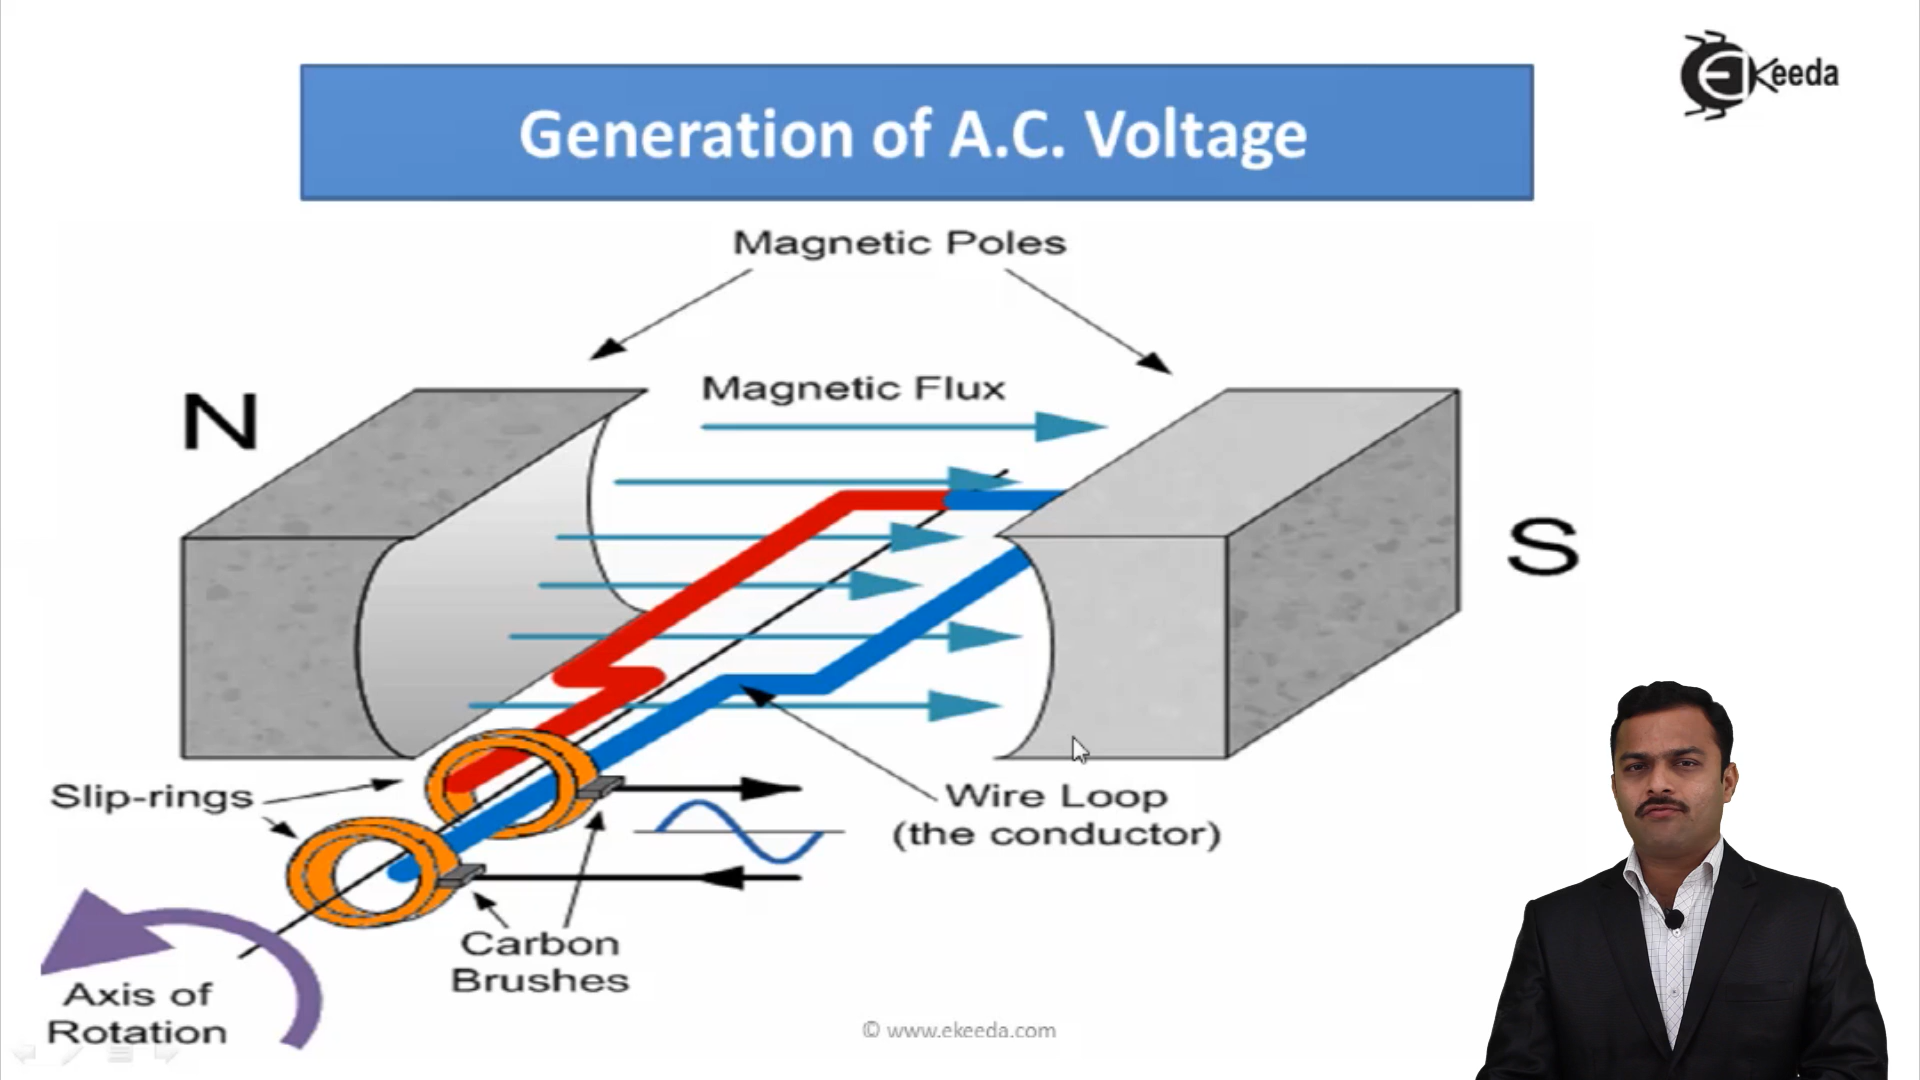 EKeeda
Generation of A.C. Voltage
Magnetic Poles
N
Magnetic Flux
S
Slip-rings
Wire Loop
(the conductor)
Carbon
Brushes
Axis of
Rotation
© www.ekeeda.com